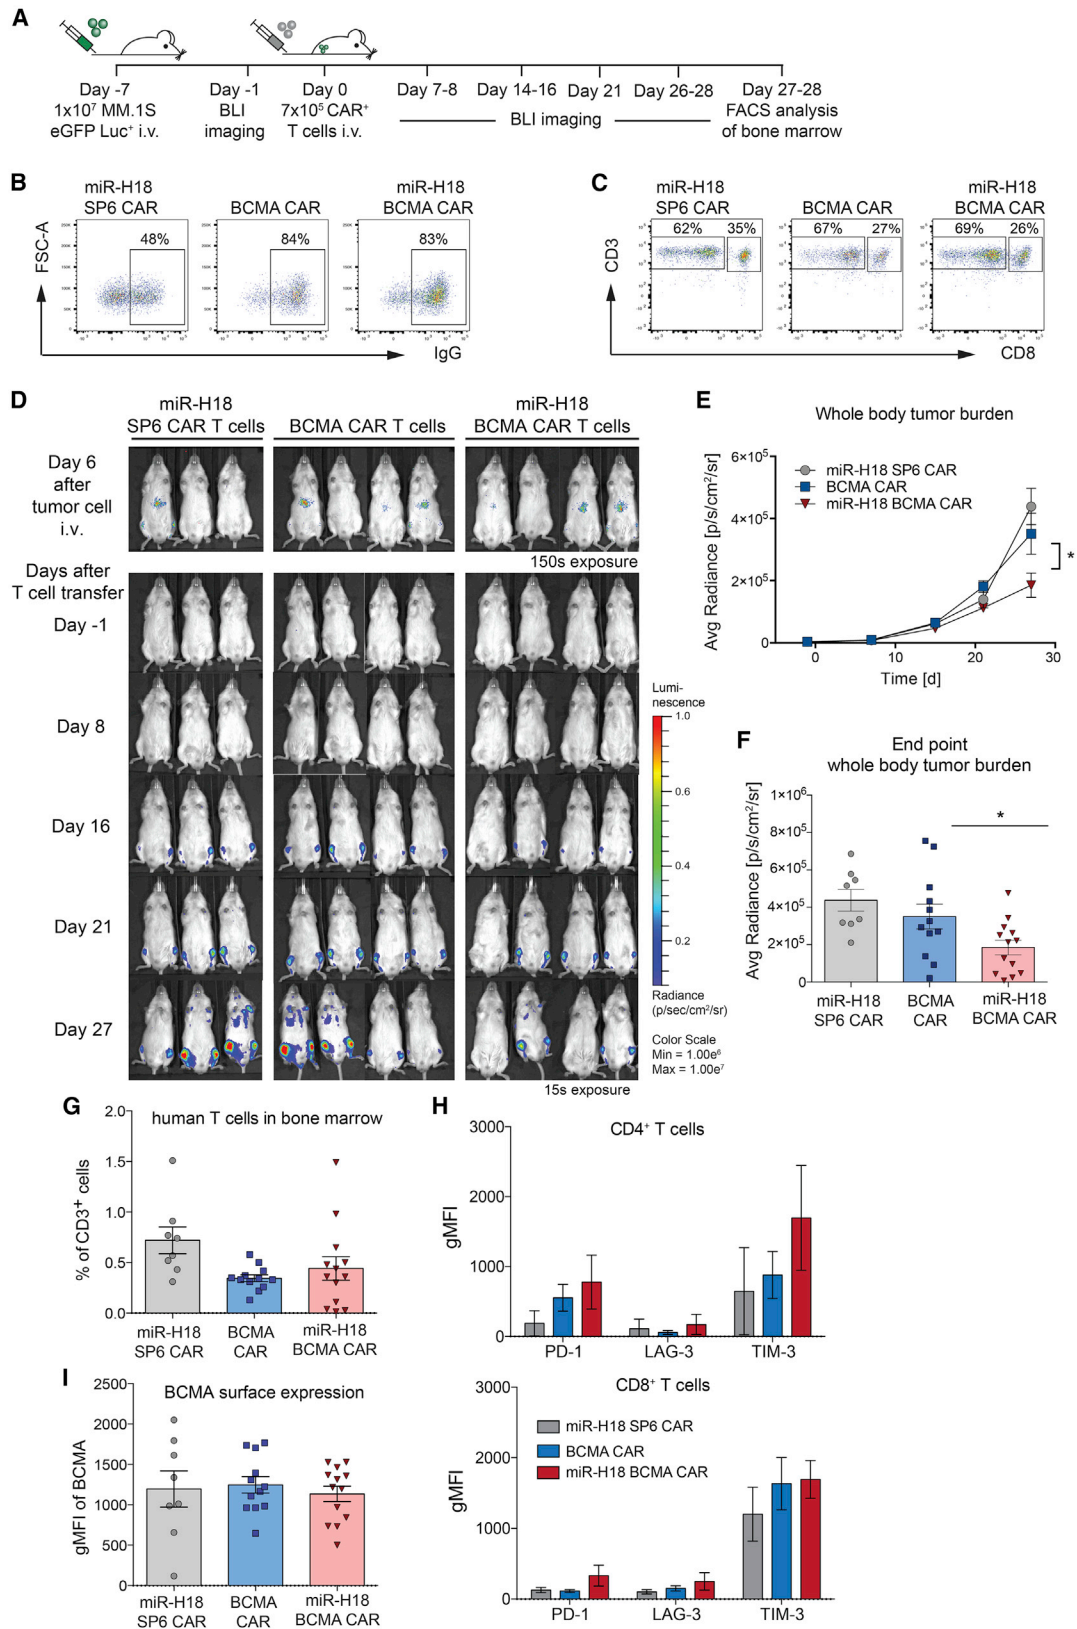 A
Day -7
1x10⁷ MM.1S
eGFP Luc⁺ i.v.
Day -1
BLI
imaging
Day 0
7x10⁵ CAR⁺
T cells i.v.
Day 7-8
Day 14-16
Day 21
Day 26-28
BLI imaging
Day 27-28
FACS analysis
of bone marrow
B
miR-H18
SP6 CAR
BCMA CAR
miR-H18
BCMA CAR
FSC-A
48%
84%
83%
IgG
C
miR-H18
SP6 CAR
BCMA CAR
miR-H18
BCMA CAR
CD3
62%
35%
67%
27%
69%
26%
CD8
D
miR-H18
SP6 CAR T cells
BCMA CAR T cells
miR-H18
BCMA CAR T cells
Day 6
after
tumor cell
i.v.
150s exposure
Days after
T cell transfer
Day -1
Day 8
Day 16
Day 21
Day 27
15s exposure
Lumi-
nescence
1.0
0.8
0.6
0.4
0.2
Radiance
(p/sec/cm²/sr)
Color Scale
Min = 1.00e⁶
Max = 1.00e⁷
E
Whole body tumor burden
miR-H18 SP6 CAR
BCMA CAR
miR-H18 BCMA CAR
Avg Radiance [p/s/cm²/sr]
6×10⁵
4×10⁵
2×10⁵
0
*
0
10
20
30
Time [d]
F
End point
whole body tumor burden
Avg Radiance [p/s/cm²/sr]
1×10⁶
8×10⁵
6×10⁵
4×10⁵
2×10⁵
0
*
miR-H18
SP6 CAR
BCMA
CAR
miR-H18
BCMA CAR
G
human T cells in bone marrow
% of CD3⁺ cells
2.0
1.5
1.0
0.5
0.0
miR-H18
SP6 CAR
BCMA
CAR
miR-H18
BCMA CAR
H
CD4⁺ T cells
gMFI
3000
2000
1000
0
PD-1
LAG-3
TIM-3
CD8⁺ T cells
miR-H18 SP6 CAR
BCMA CAR
miR-H18 BCMA CAR
gMFI
3000
2000
1000
0
PD-1
LAG-3
TIM-3
I
BCMA surface expression
gMFI of BCMA
2500
2000
1500
1000
500
0
miR-H18
SP6 CAR
BCMA
CAR
miR-H18
BCMA CAR